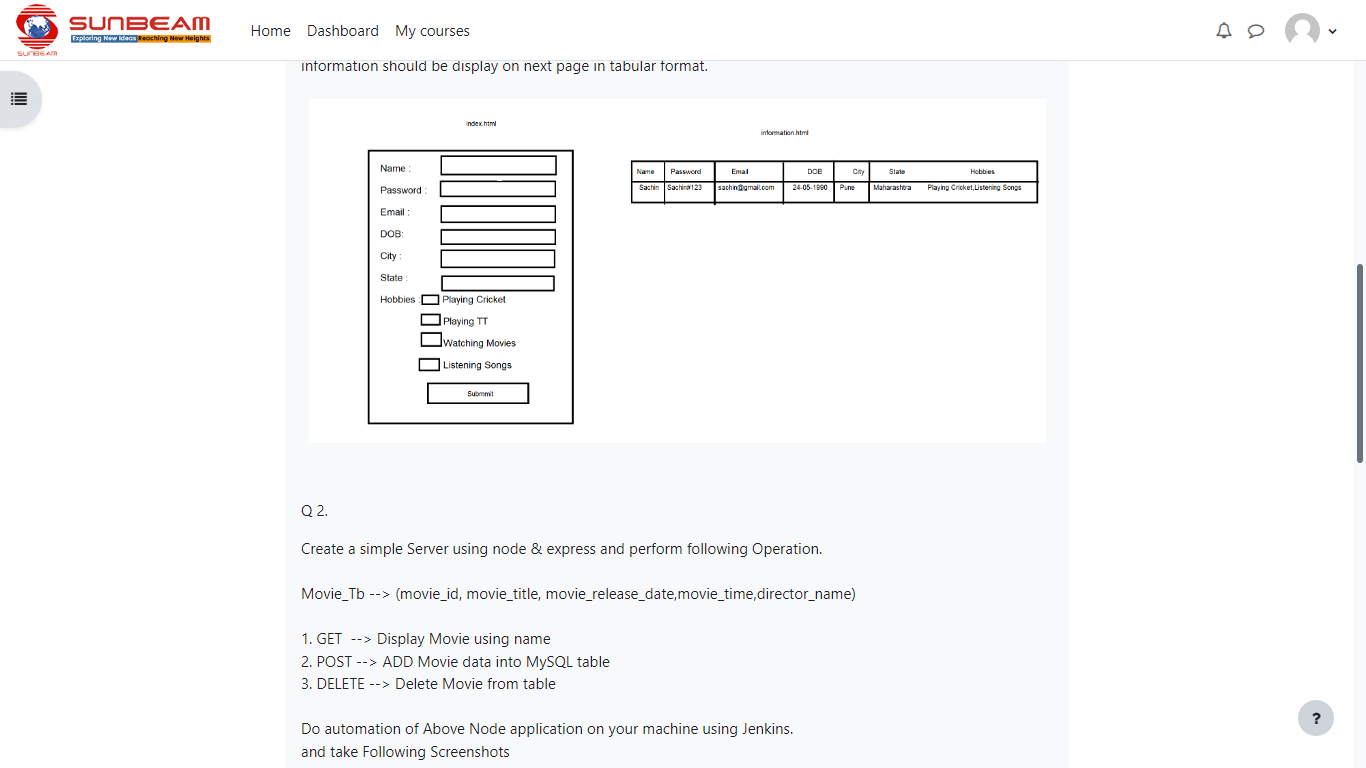 SUNBEAM
Exploring New Ideas Reaching New Heights
SUNBEAM
Home Dashboard My courses
information should be display on next page in tabular format.
index.html
Name :
Password :
Email :
DOB:
City :
State :
Hobbies : Playing Cricket
Playing TT
Watching Movies
Listening Songs
Submmit
information.html
Name Password Email DOB City State Hobbies
Sachin Sachin#123 sachin@gmail.com 24-05-1990 Pune Maharashtra Playing Cricket,Listening Songs
Q 2.
Create a simple Server using node & express and perform following Operation.
Movie_Tb --> (movie_id, movie_title, movie_release_date,movie_time,director_name)
1. GET --> Display Movie using name
2. POST --> ADD Movie data into MySQL table
3. DELETE --> Delete Movie from table
Do automation of Above Node application on your machine using Jenkins.
and take Following Screenshots
?